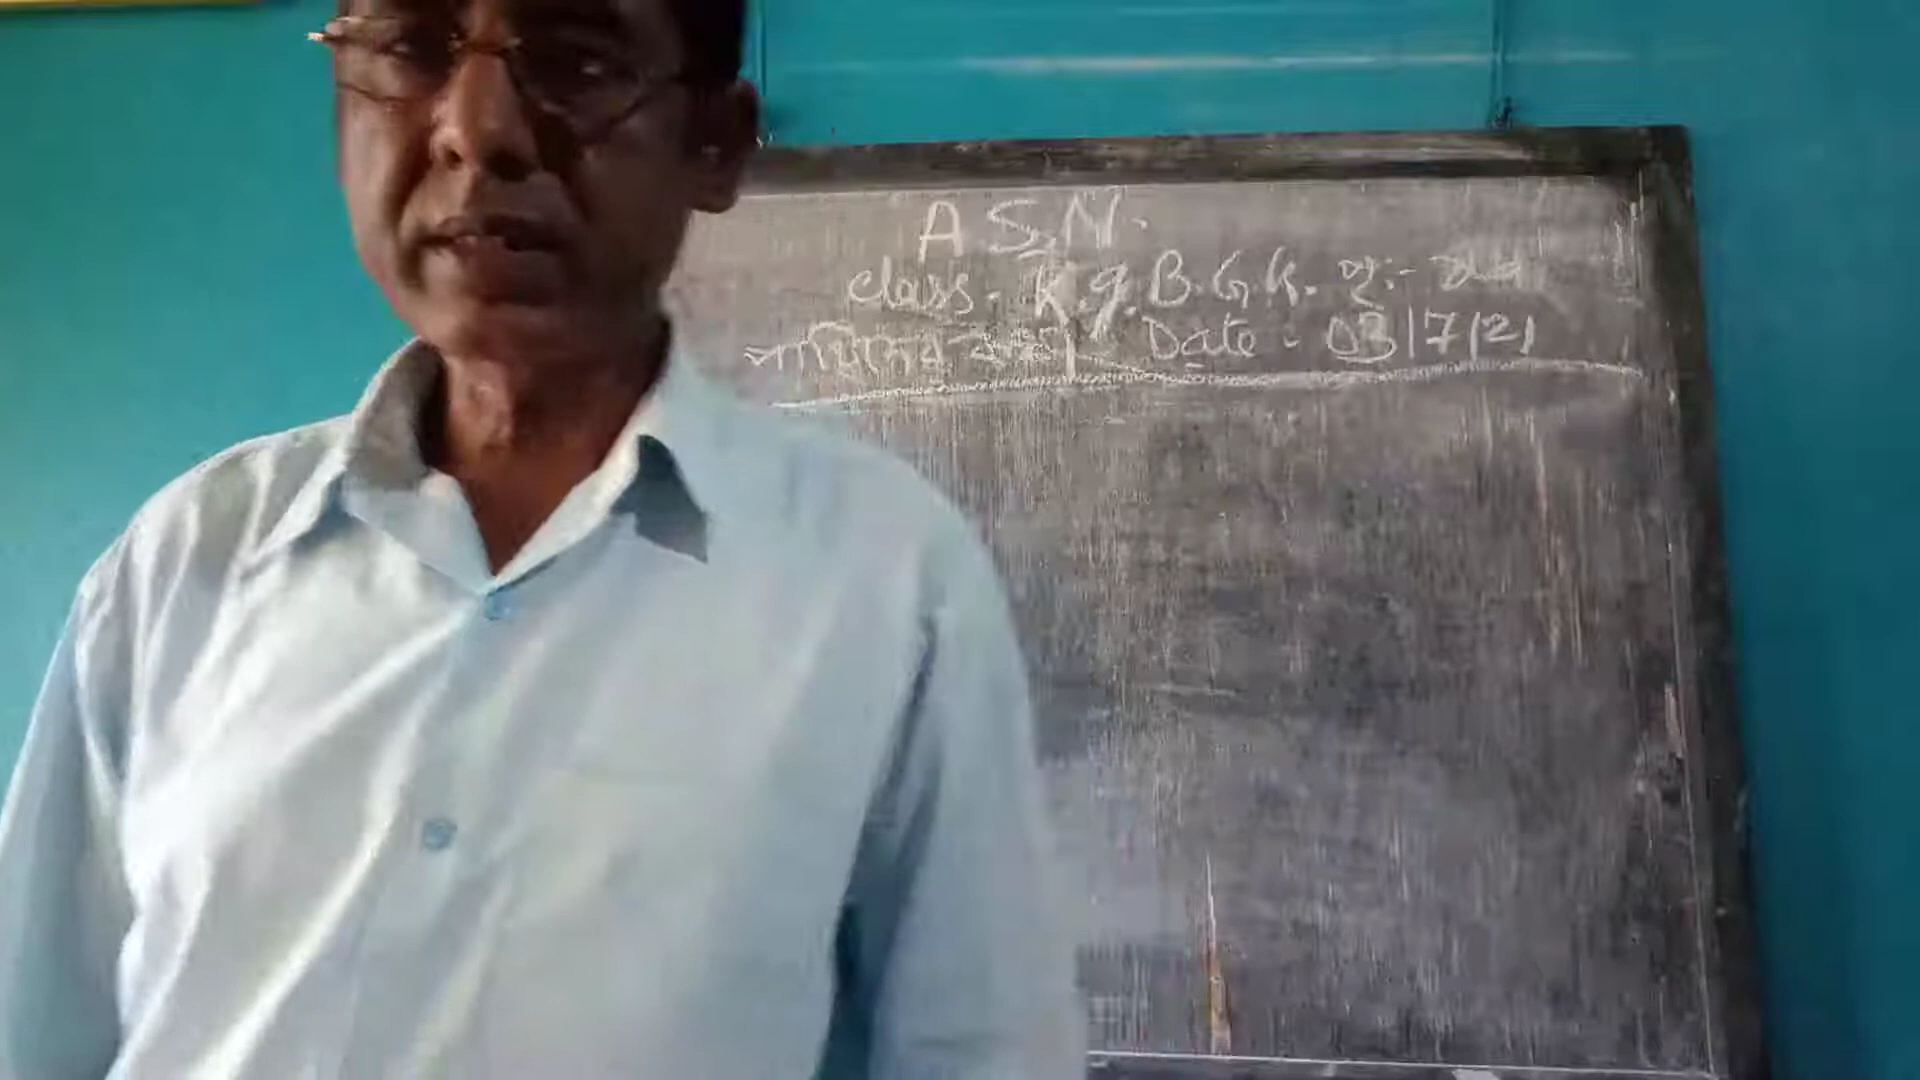 A S. N.
class. K.g. B. G. K. পৃ:-
Date: 03/7/21